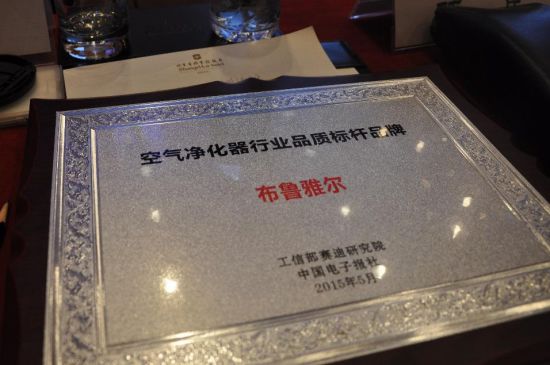 空气净化器行业品质标杆品牌
布鲁雅尔
工信部赛迪研究院
中国电子报社
2015年5月